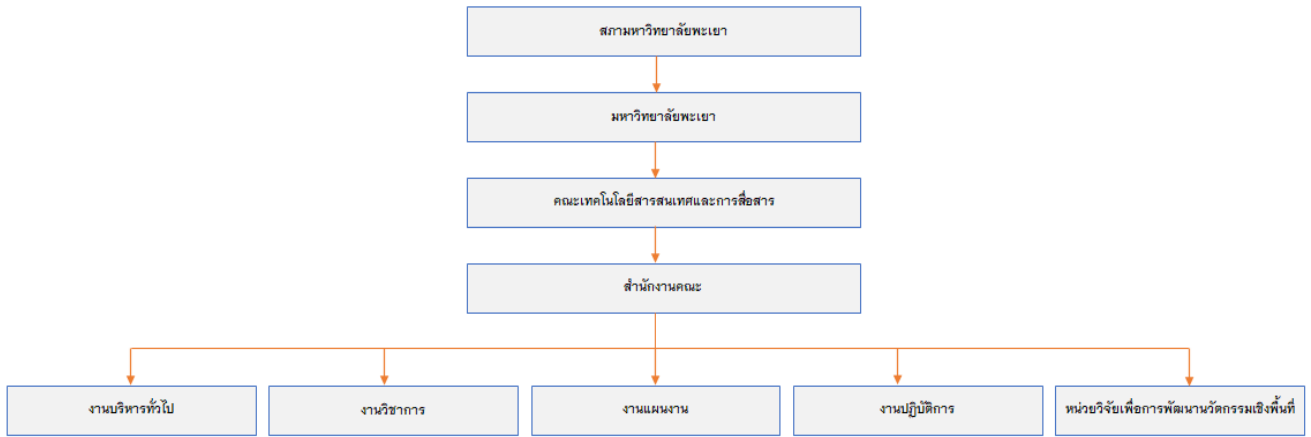 สภามหาวิทยาลัยพะเยา
มหาวิทยาลัยพะเยา
คณะเทคโนโลยีสารสนเทศและการสื่อสาร
สำนักงานคณะ
งานบริหารทั่วไป
งานวิชาการ
งานแผนงาน
งานปฏิบัติการ
หน่วยวิจัยเพื่อการพัฒนานวัตกรรมเชิงพื้นที่